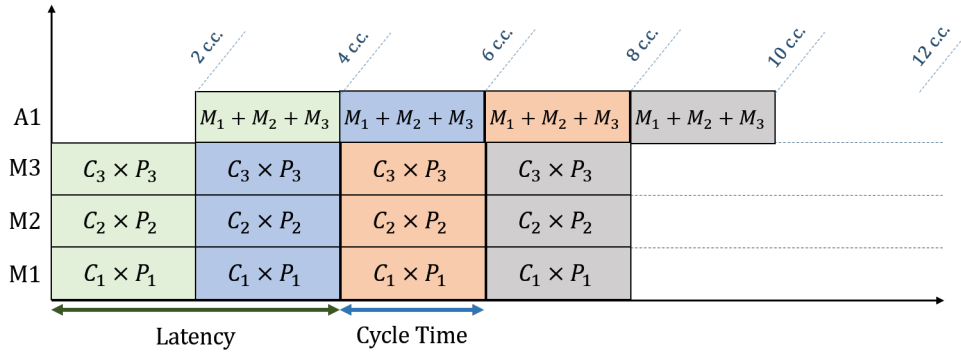 2 c.c. 4 c.c. 6 c.c. 8 c.c. 10 c.c. 12 c.c.
A1 M₁ + M₂ + M₃ M₁ + M₂ + M₃ M₁ + M₂ + M₃ M₁ + M₂ + M₃
M3 C₃ × P₃ C₃ × P₃ C₃ × P₃ C₃ × P₃
M2 C₂ × P₂ C₂ × P₂ C₂ × P₂ C₂ × P₂
M1 C₁ × P₁ C₁ × P₁ C₁ × P₁ C₁ × P₁
Latency Cycle Time